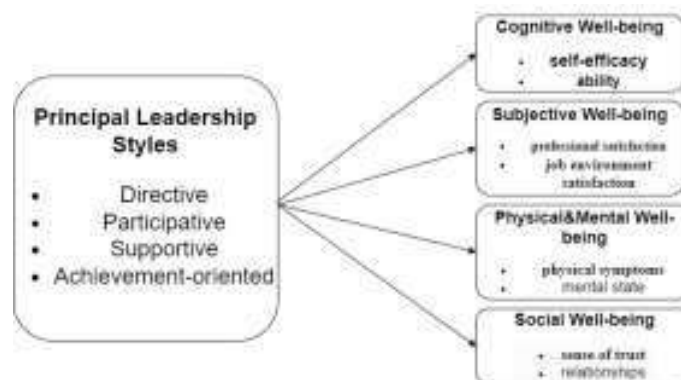 Principal Leadership
Styles
• Directive
• Participative
• Supportive
• Achievement-oriented
Cognitive Well-being
• self-efficacy
• ability
Subjective Well-being
• professional satisfaction
• job environment
satisfaction
Physical&Mental Well-
being
• physical symptoms
• mental state
Social Well-being
• sense of trust
• relationships